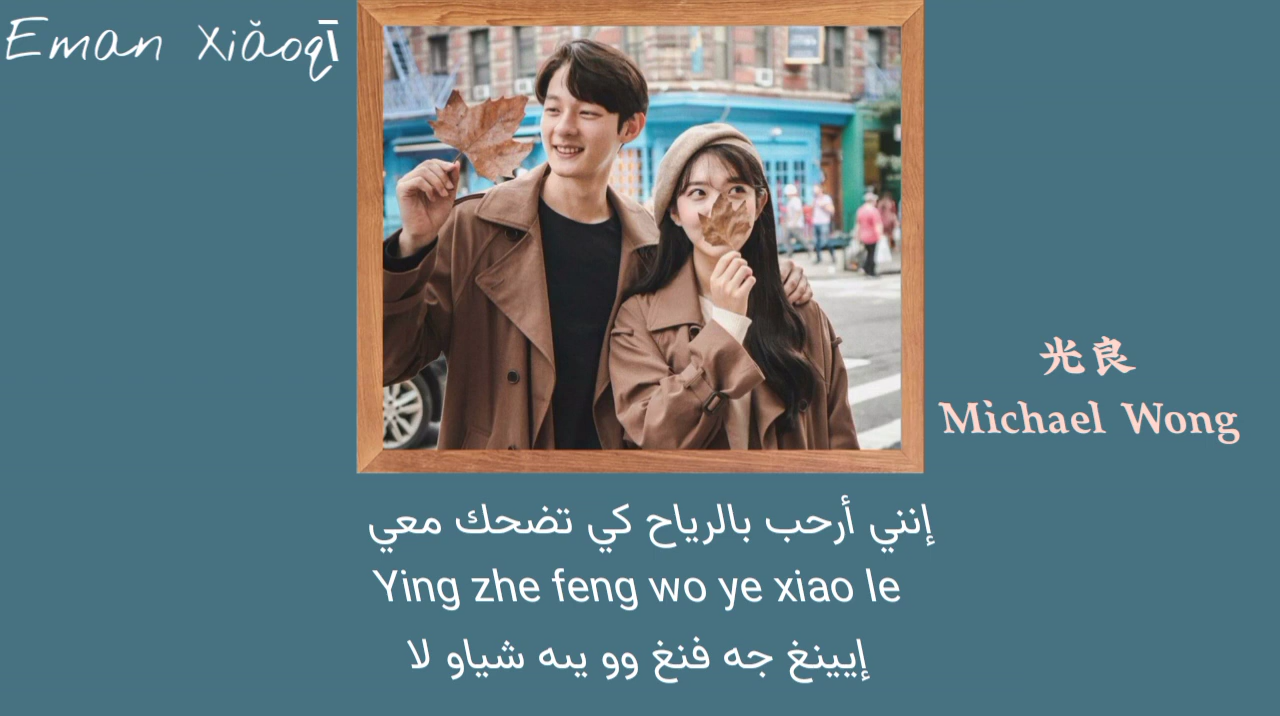 Eman Xiǎoqī
光良
Michael Wong
إنني أرحب بالرياح كي تضحك معي
Ying zhe feng wo ye xiao le
إيينغ جه فنغ وو ييه شياو لا